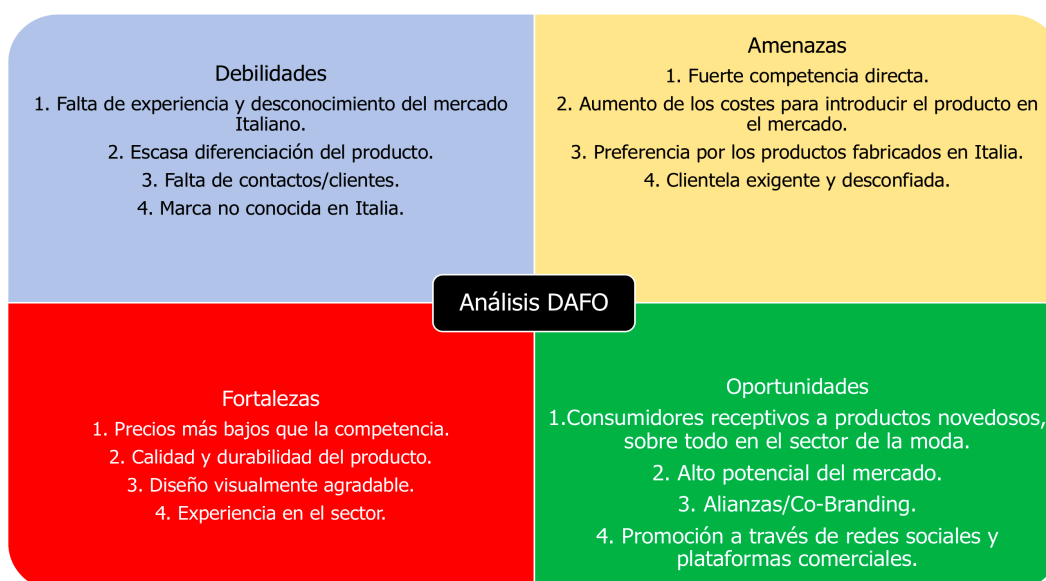 Debilidades
1. Falta de experiencia y desconocimiento del mercado
Italiano.
2. Escasa diferenciación del producto.
3. Falta de contactos/clientes.
4. Marca no conocida en Italia.
Amenazas
1. Fuerte competencia directa.
2. Aumento de los costes para introducir el producto en
el mercado.
3. Preferencia por los productos fabricados en Italia.
4. Clientela exigente y desconfiada.
Análisis DAFO
Fortalezas
1. Precios más bajos que la competencia.
2. Calidad y durabilidad del producto.
3. Diseño visualmente agradable.
4. Experiencia en el sector.
Oportunidades
1.Consumidores receptivos a productos novedosos,
sobre todo en el sector de la moda.
2. Alto potencial del mercado.
3. Alianzas/Co-Branding.
4. Promoción a través de redes sociales y
plataformas comerciales.